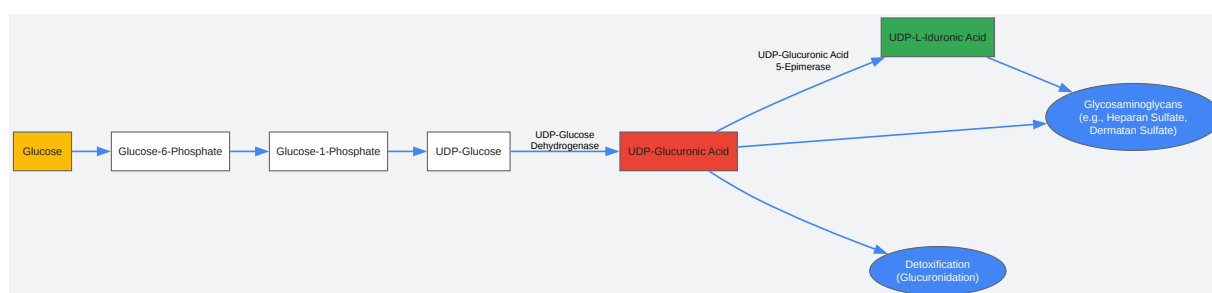 UDP-L-Iduronic Acid
UDP-Glucuronic Acid
5-Epimerase
Glycosaminoglycans
(e.g., Heparan Sulfate,
Dermatan Sulfate)
Glucose
Glucose-6-Phosphate
Glucose-1-Phosphate
UDP-Glucose
UDP-Glucose
Dehydrogenase
UDP-Glucuronic Acid
Detoxification
(Glucuronidation)